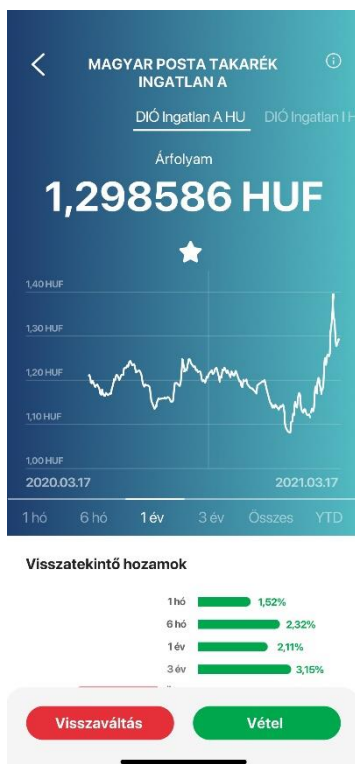 MAGYAR POSTA TAKARÉK
INGATLAN A
DIÓ Ingatlan A HU DIÓ Ingatlan I H
Árfolyam
1,298586 HUF
1,40 HUF
1,30 HUF
1,20 HUF
1,10 HUF
1,00 HUF
2020.03.17 2021.03.17
1 hó 6 hó 1 év 3 év Összes YTD
Visszatekintő hozamok
1 hó 1,52%
6 hó 2,32%
1 év 2,11%
3 év 3,15%
Visszaváltás Vétel